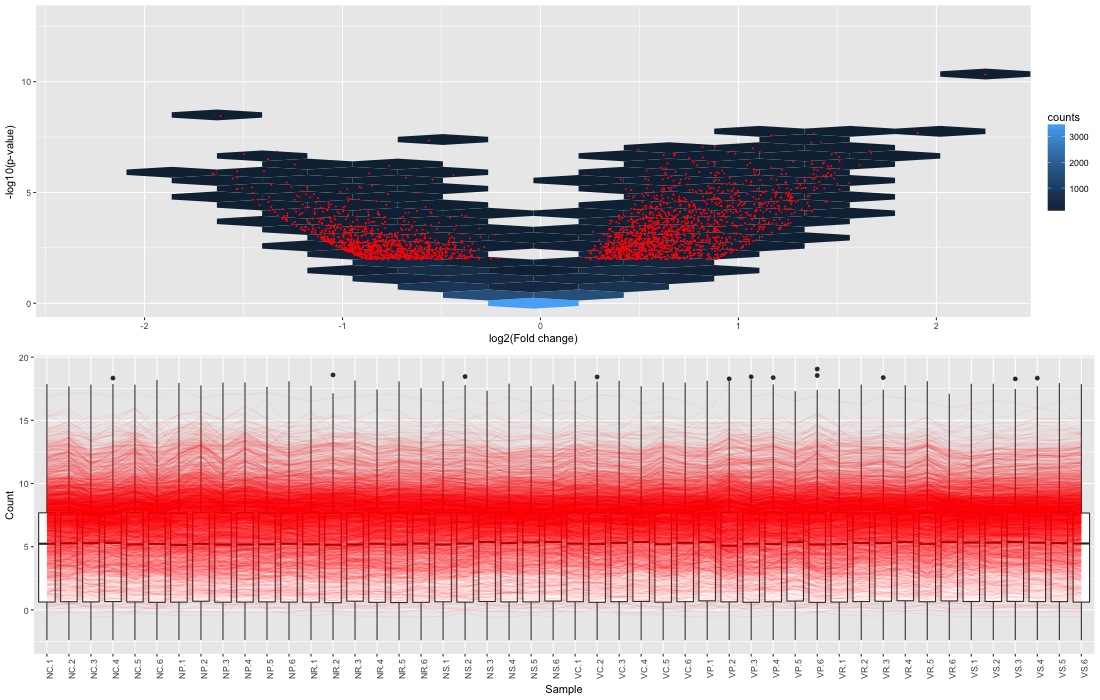 10
5
0
-log10(p-value)
-2 -1 0 1 2
log2(Fold change)
counts
3000
2000
1000
20
15
10
5
0
Count
NC.1 NC.2 NC.3 NC.4 NC.5 NC.6 NP.1 NP.2 NP.3 NP.4 NP.5 NP.6 NR.1 NR.2 NR.3 NR.4 NR.5 NR.6 NS.1 NS.2 NS.3 NS.4 NS.5 NS.6 VC.1 VC.2 VC.3 VC.4 VC.5 VC.6 VP.1 VP.2 VP.3 VP.4 VP.5 VP.6 VR.1 VR.2 VR.3 VR.4 VR.5 VR.6 VS.1 VS.2 VS.3 VS.4 VS.5 VS.6
Sample